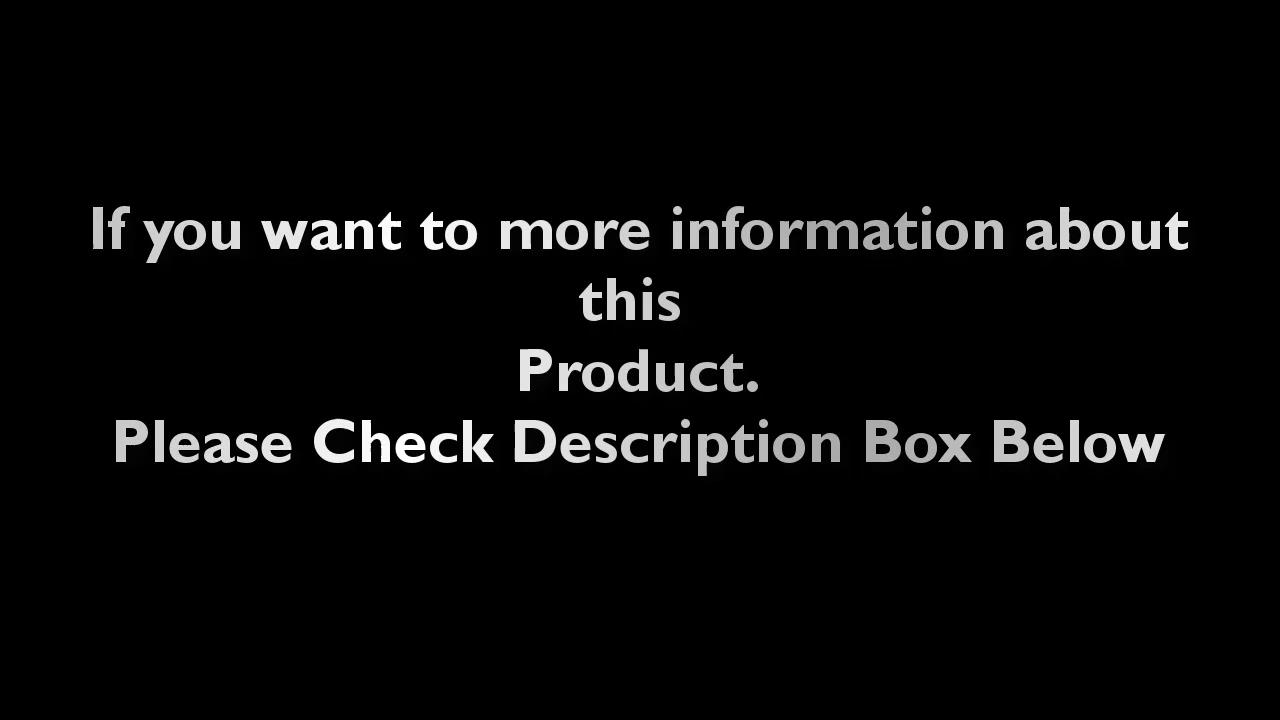 If you want to more information about
this
Product.
Please Check Description Box Below